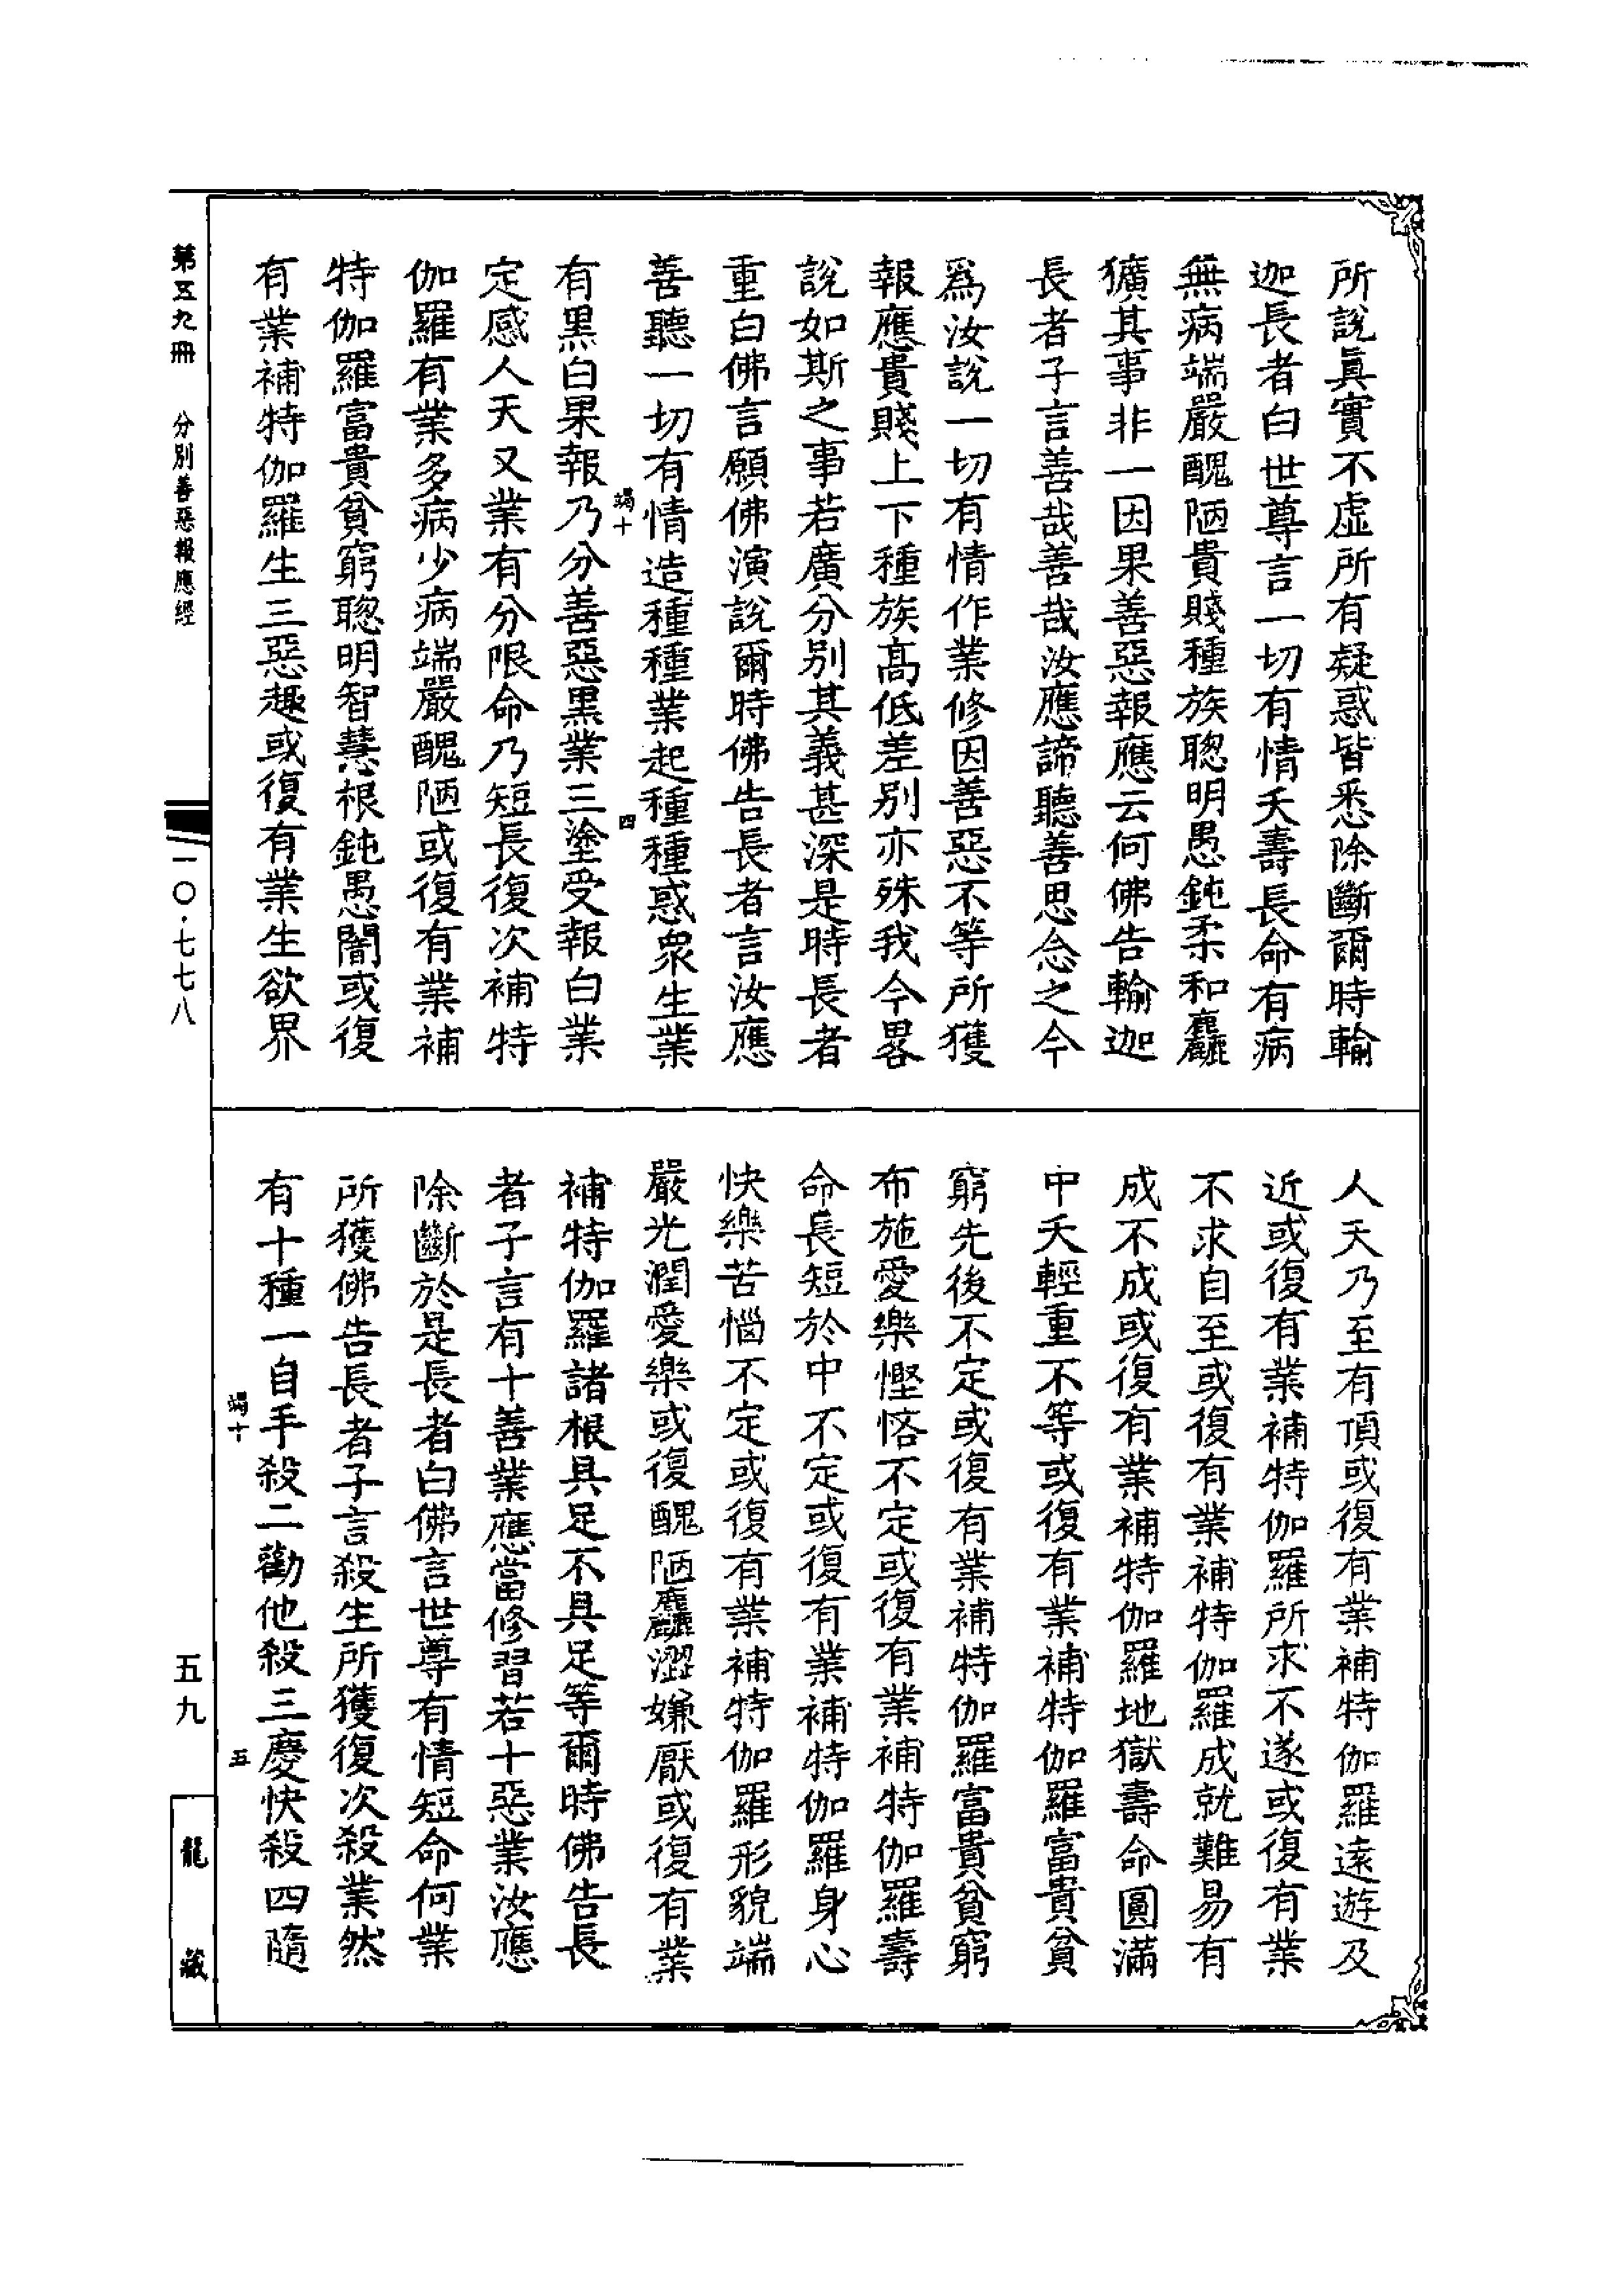 所說眞實不虛所有疑惑皆悉除斷爾時輸
迦長者白世尊言一切有情夭壽長命有病
無病端嚴醜陋貴賤種族聰明愚鈍柔和麤
獷其事非一因果善惡報應云何佛告輸迦
長者子言善哉善哉汝應諦聽善思念之今
爲汝說一切有情作業修因善惡不等所獲
報應貴賤上下種族高低差別亦殊我今畧
說如斯之事若廣分別其義甚深是時長者
重白佛言願佛演說爾時佛告長者言汝應
善聽一切有情造種種業起種種惑衆生業
竭十 四
有黑白果報乃分善惡黑業三塗受報白業
定感人天又業有分限命乃短長復次補特
伽羅有業多病少病端嚴醜陋或復有業補
特伽羅富貴貧窮聰明智慧根鈍愚闇或復
有業補特伽羅生三惡趣或復有業生欲界
人天乃至有頂或復有業補特伽羅遠遊及
近或復有業補特伽羅所求不遂或復有業
不求自至或復有業補特伽羅成就難易有
成不成或復有業補特伽羅地獄壽命圓滿
中夭輕重不等或復有業補特伽羅富貴貧
窮先後不定或復有業補特伽羅富貴貧窮
布施愛樂慳悋不定或復有業補特伽羅壽
命長短於中不定或復有業補特伽羅身心
快樂苦惱不定或復有業補特伽羅形貌端
嚴光潤愛樂或復醜陋麤澀嫌厭或復有業
補特伽羅諸根具足不具足等爾時佛告長
者子言有十善業應當修習若十惡業汝應
除斷於是長者白佛言世尊有情短命何業
所獲佛告長者子言殺生所獲復次殺業然
有十種一自手殺二勸他殺三慶快殺四隨
竭十 五
第五九冊 分別善惡報應經
一〇·七七八
五九
龍藏